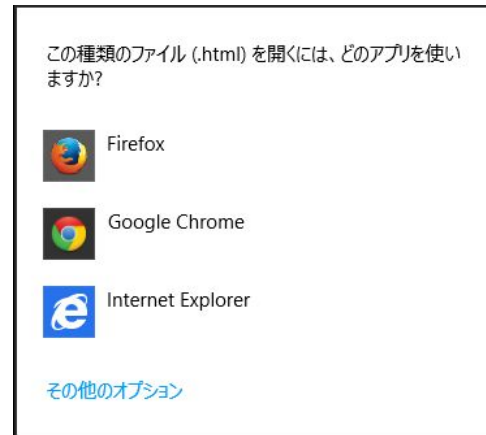 この種類のファイル (.html) を開くには、どのアプリを使い
ますか?
Firefox
Google Chrome
Internet Explorer
その他のオプション